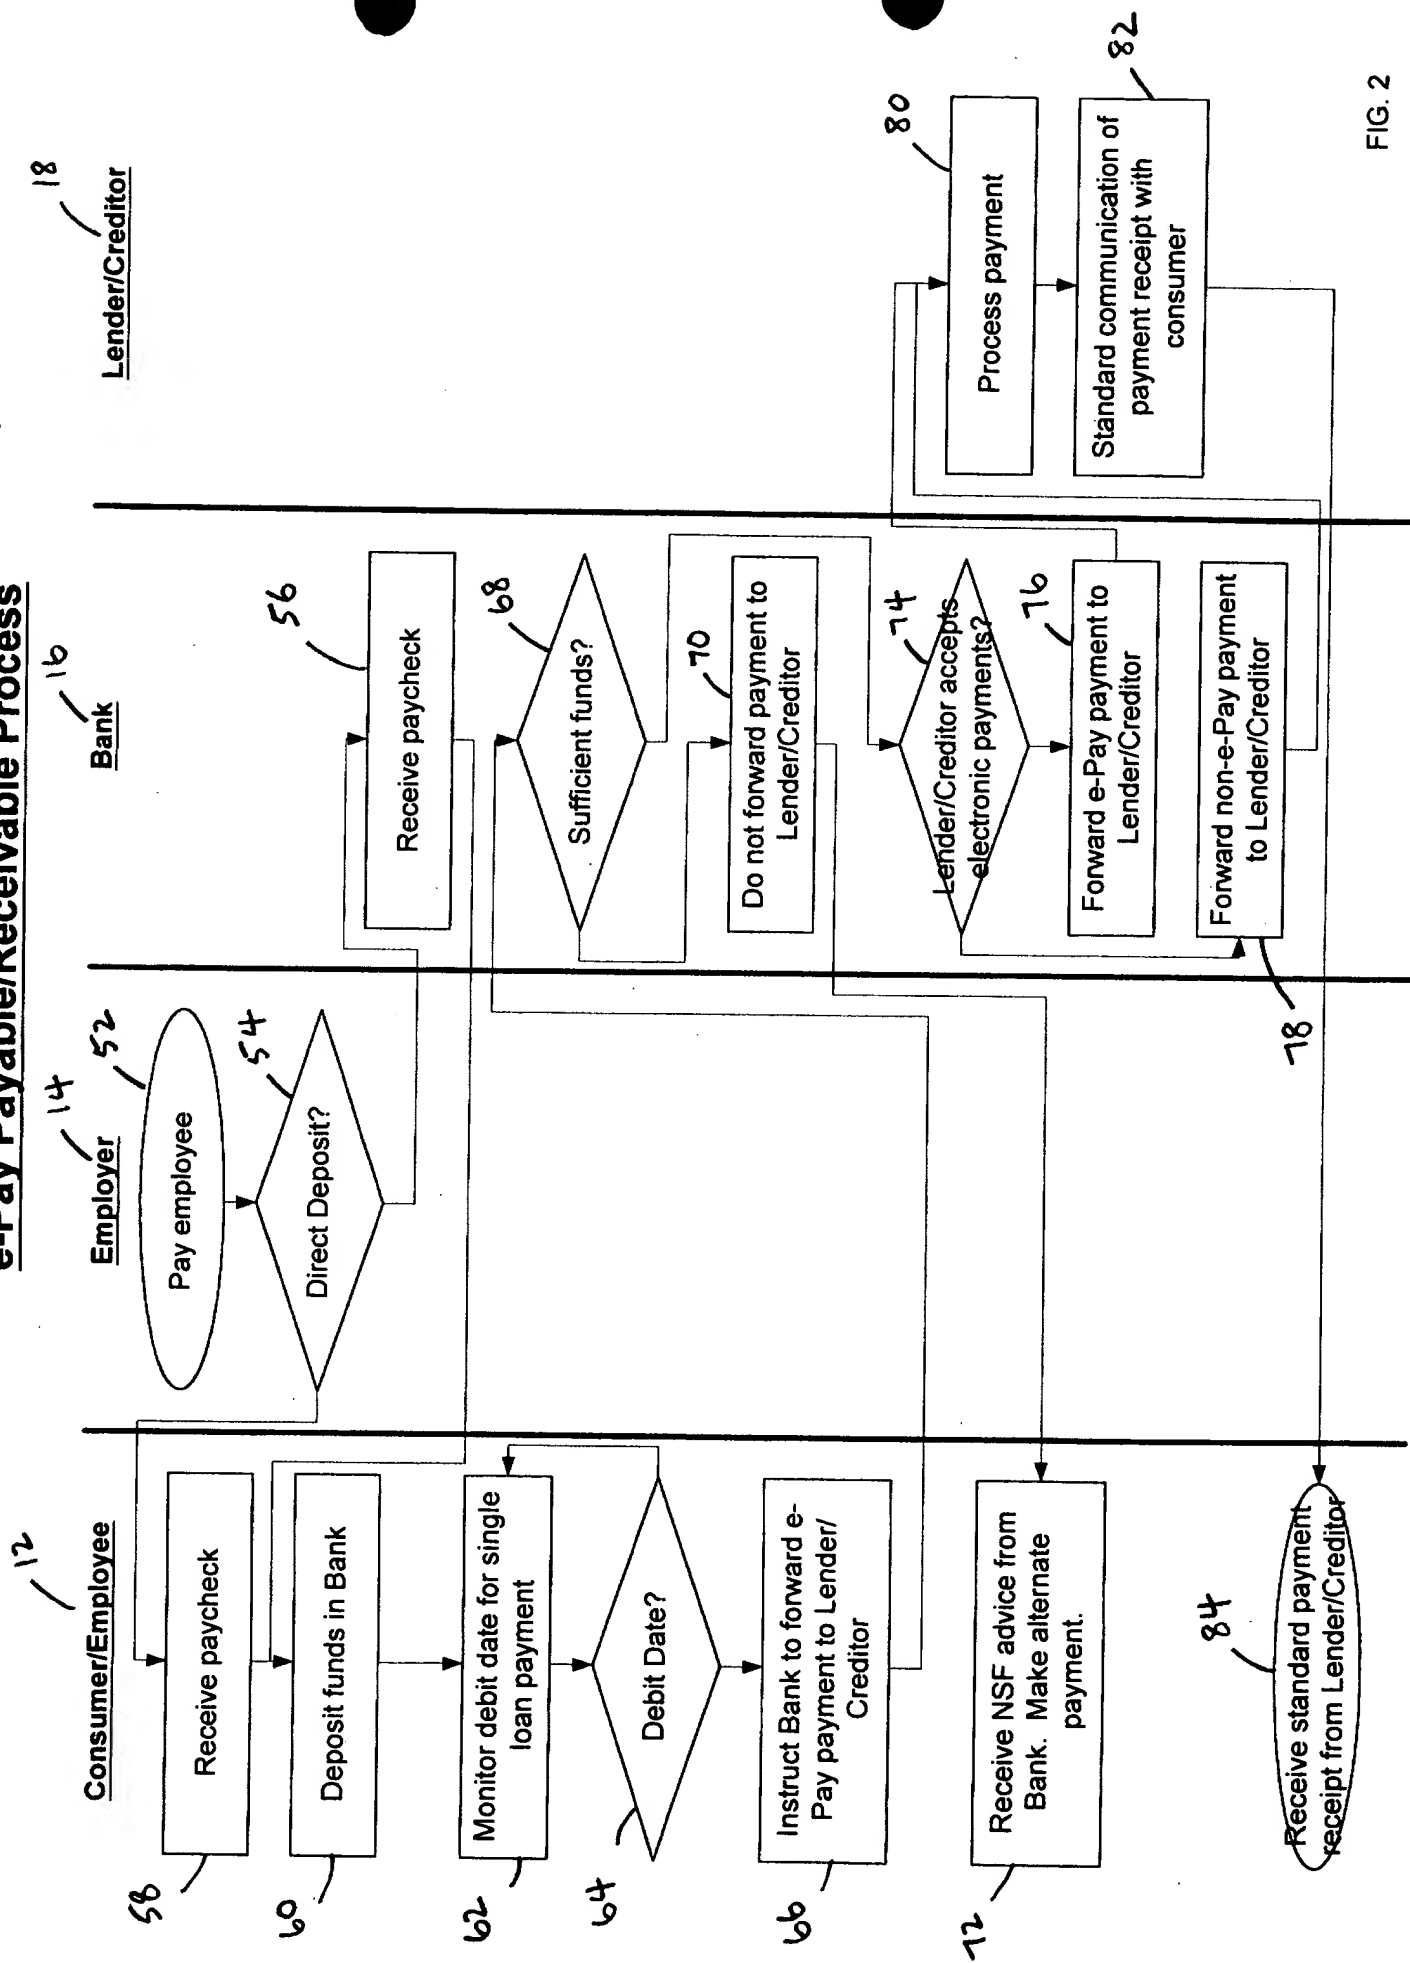 e-Pay Payable/Receivable Process
12
Consumer/Employee
14
Employer
16
Bank
18
Lender/Creditor
52
Pay employee
54
Direct Deposit?
56
Receive paycheck
58
Receive paycheck
60
Deposit funds in Bank
62
Monitor debit date for single
loan payment
64
Debit Date?
66
Instruct Bank to forward e-
Pay payment to Lender/
Creditor
68
Sufficient funds?
70
Do not forward payment to
Lender/Creditor
72
Receive NSF advice from
Bank. Make alternate
payment.
74
Lender/Creditor accepts
electronic payments?
76
Forward e-Pay payment to
Lender/Creditor
78
Forward non-e-Pay payment
to Lender/Creditor
80
Process payment
82
Standard communication of
payment receipt with
consumer
84
Receive standard payment
receipt from Lender/Creditor
FIG. 2